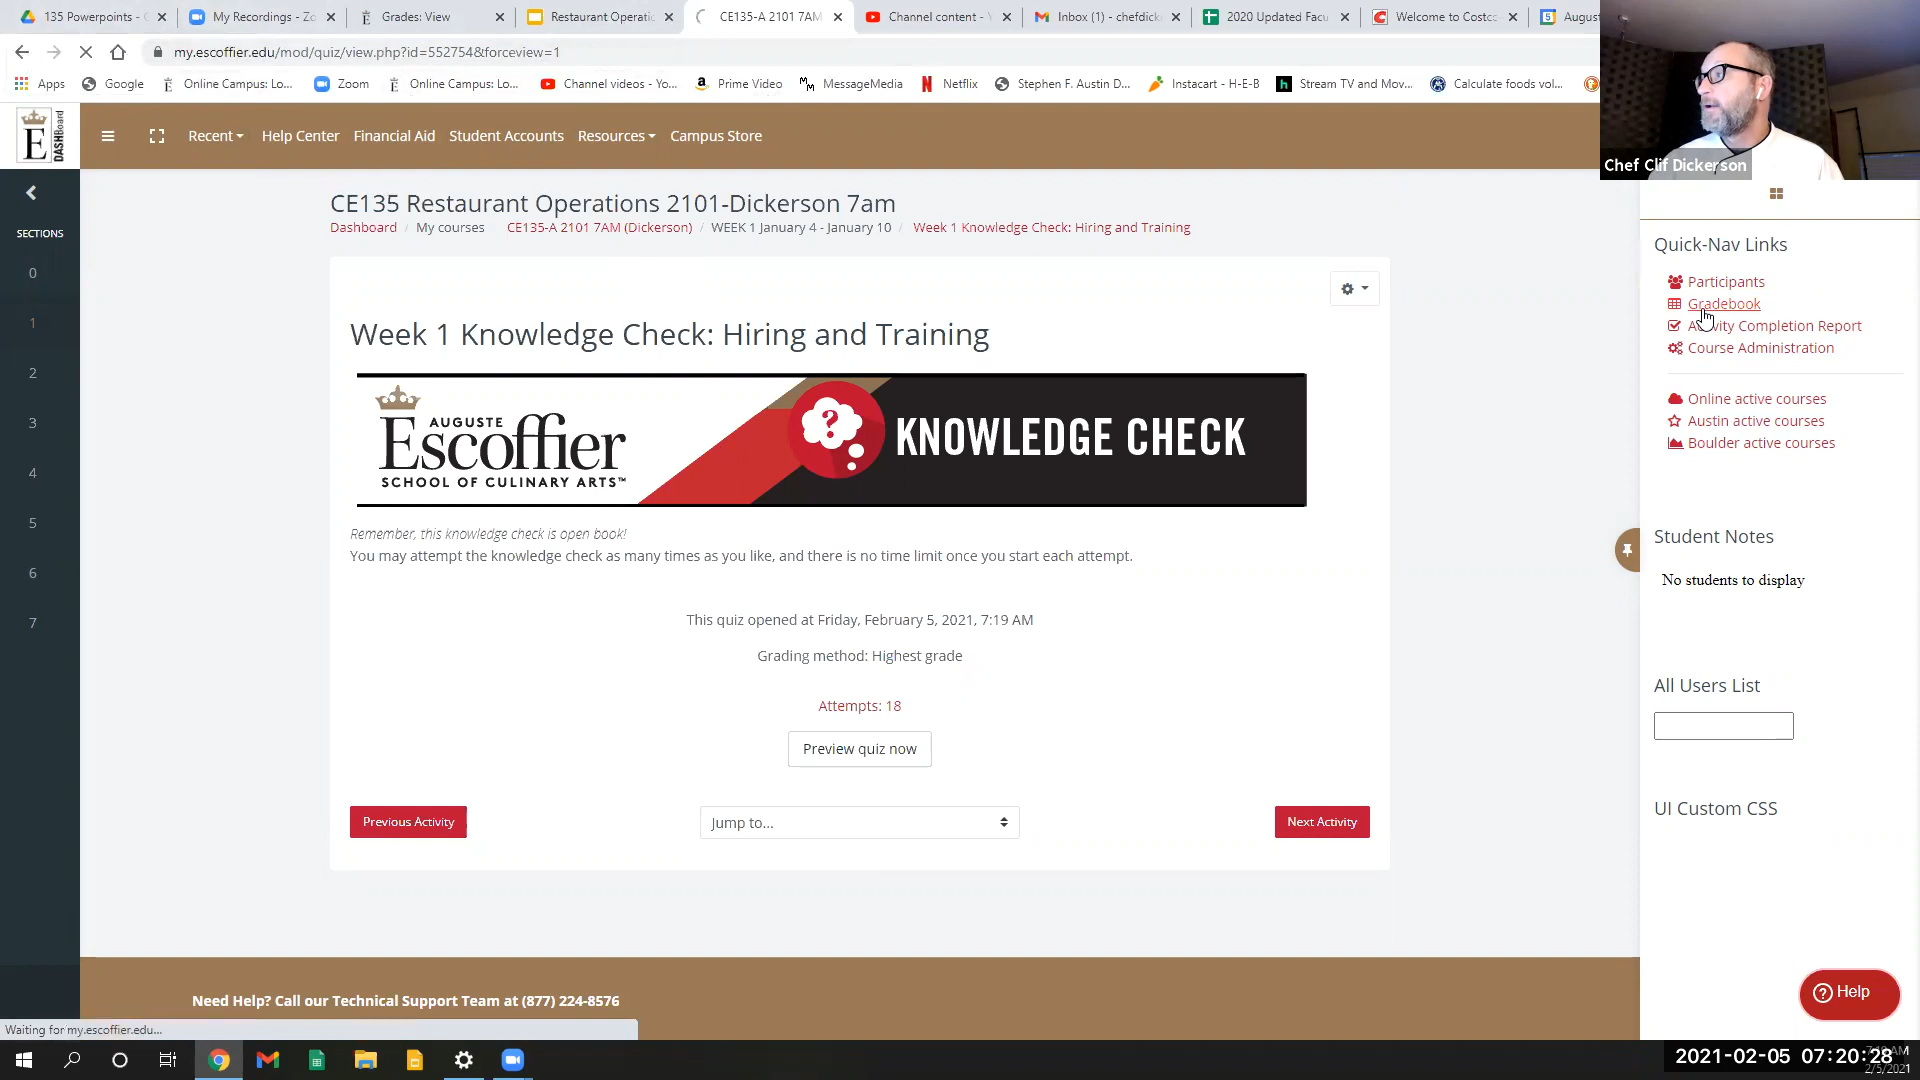 135 Powerpoints - G
My Recordings - Zo
Grades: View
Restaurant Operatio
CE135-A 2101 7AM
Channel content - Y
Inbox (1) - chefdick
2020 Updated Facu
Welcome to Costco
Augus
my.escoffier.edu/mod/quiz/view.php?id=552754&forceview=1
Apps
Google
Online Campus: Lo...
Zoom
Online Campus: Lo...
Channel videos - Yo...
Prime Video
MessageMedia
Netflix
Stephen F. Austin D...
Instacart - H-E-B
Stream TV and Mov...
Calculate foods vol...
E DASHBoard
Recent
Help Center
Financial Aid
Student Accounts
Resources
Campus Store
Chef Clif Dickerson
SECTIONS
0
1
2
3
4
5
6
7
CE135 Restaurant Operations 2101-Dickerson 7am
Dashboard / My courses CE135-A 2101 7AM (Dickerson) / WEEK 1 January 4 - January 10 / Week 1 Knowledge Check: Hiring and Training
Week 1 Knowledge Check: Hiring and Training
AUGUSTE
Escoffier
SCHOOL OF CULINARY ARTS™
?
KNOWLEDGE CHECK
Remember, this knowledge check is open book!
You may attempt the knowledge check as many times as you like, and there is no time limit once you start each attempt.
This quiz opened at Friday, February 5, 2021, 7:19 AM
Grading method: Highest grade
Attempts: 18
Preview quiz now
Previous Activity
Jump to...
Next Activity
Quick-Nav Links
Participants
Gradebook
Activity Completion Report
Course Administration
Online active courses
Austin active courses
Boulder active courses
Student Notes
No students to display
All Users List
UI Custom CSS
Help
Need Help? Call our Technical Support Team at (877) 224-8576
Waiting for my.escoffier.edu...
2021-02-05 07:20:28
2/5/2021